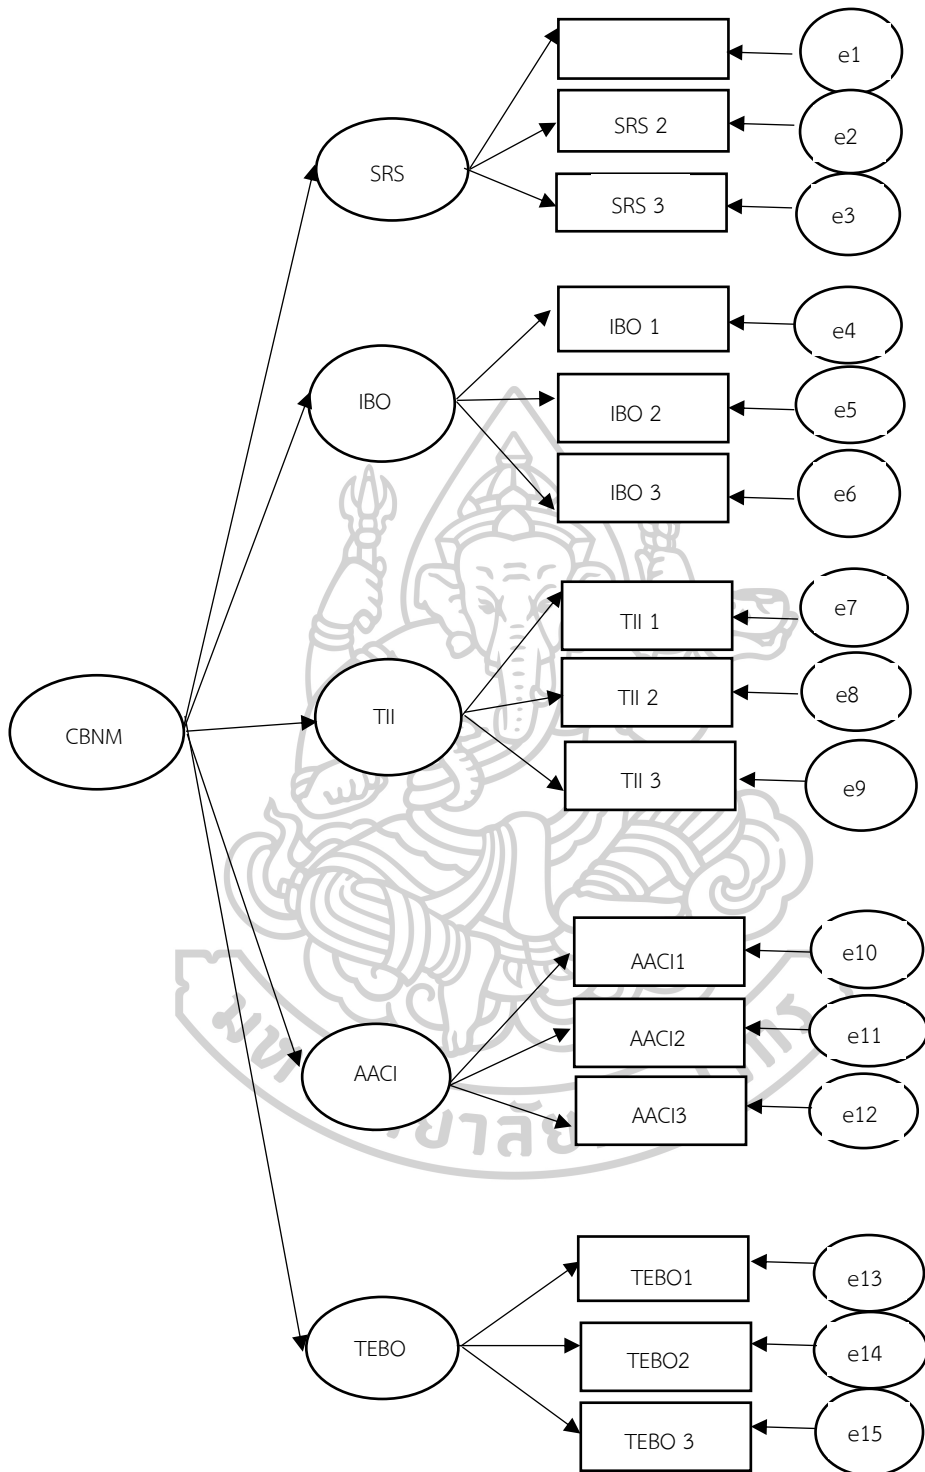 e1
SRS 2
e2
SRS
SRS 3
e3
IBO 1
e4
IBO
IBO 2
e5
IBO 3
e6
TII 1
e7
TII
TII 2
e8
CBNM
TII 3
e9
AACI1
e10
AACI2
e11
AACI
AACI3
e12
TEBO1
e13
TEBO
TEBO2
e14
TEBO 3
e15